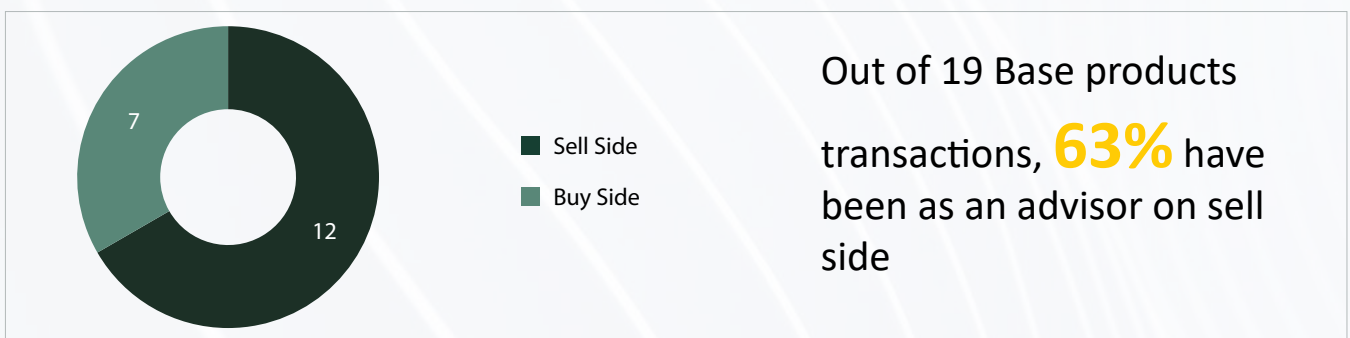 7
12
Sell Side
Buy Side
Out of 19 Base products
transactions, 63% have
been as an advisor on sell
side